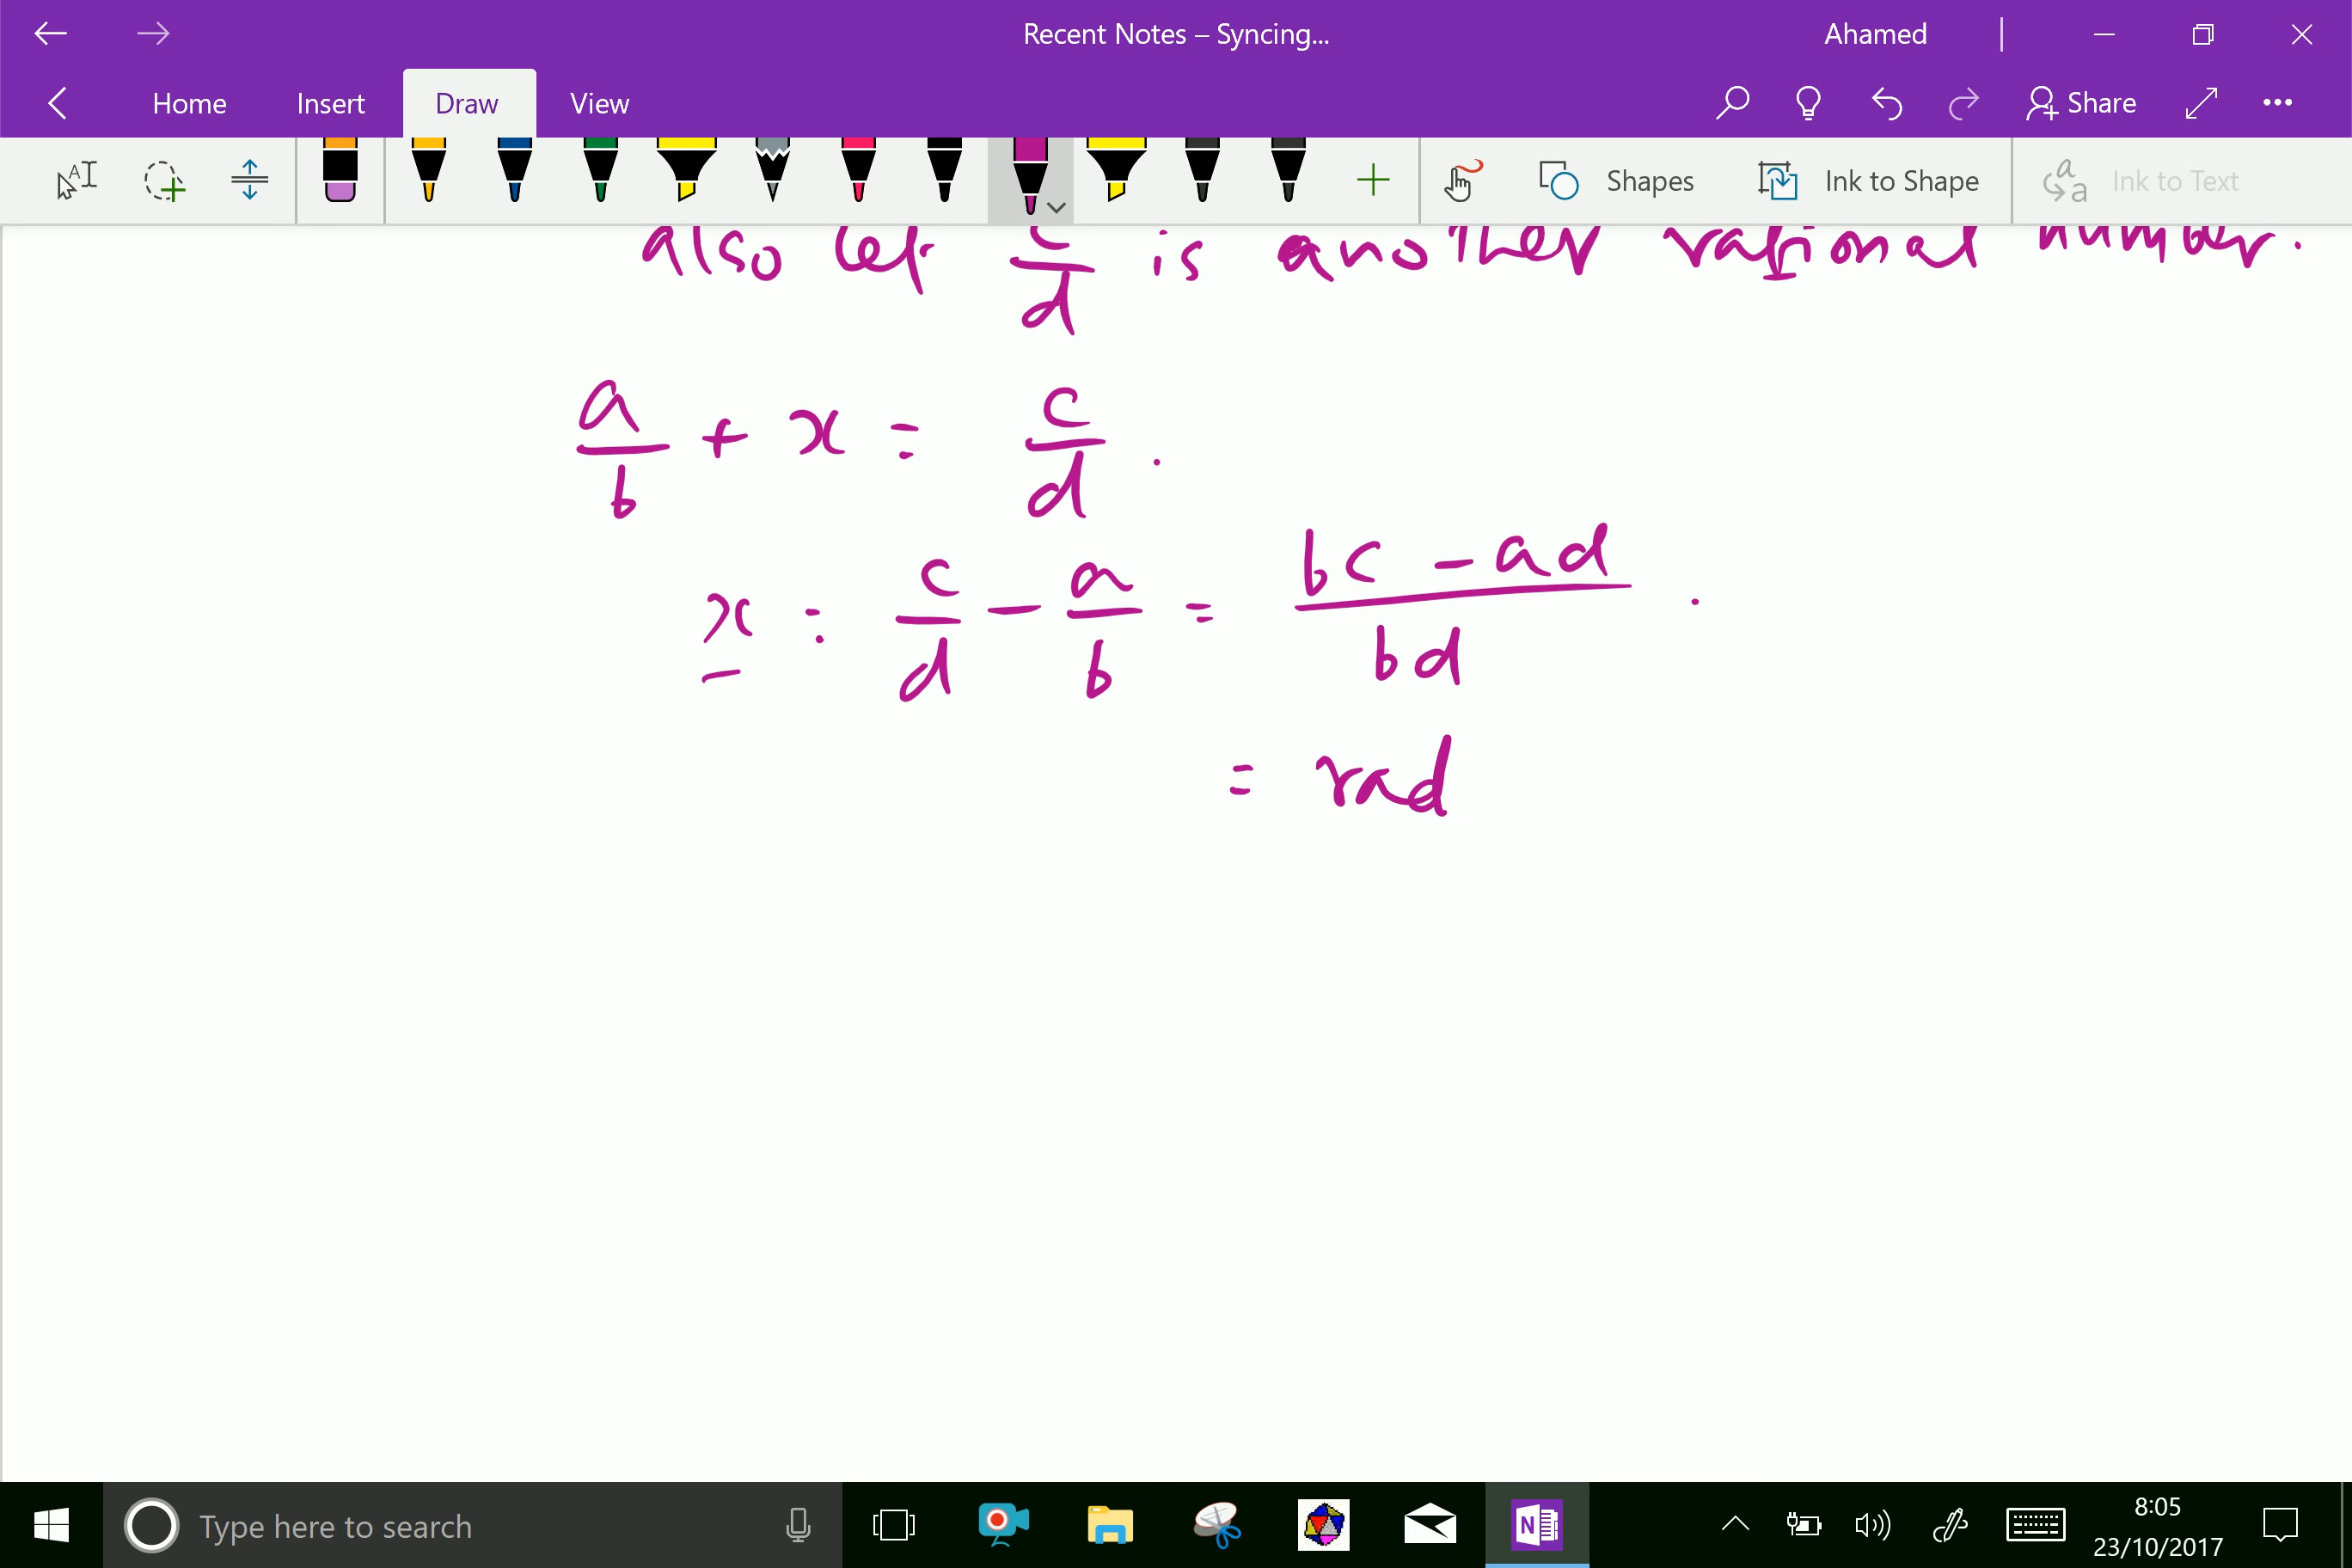 Recent Notes – Syncing...
Ahamed
Home Insert Draw View Share
Shapes Ink to Shape Ink to Text
also let c/d is another rational number.
a/b + x = c/d .
x = c/d − a/b = bc − ad/bd .
= rad
Type here to search
8:05
23/10/2017